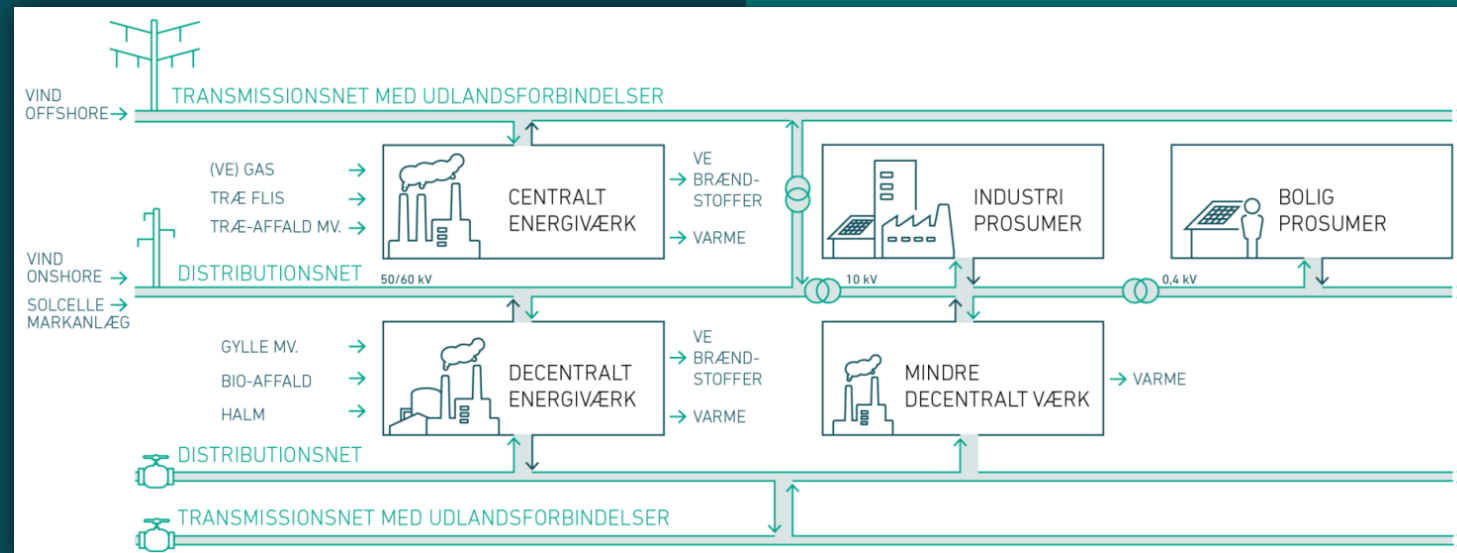 VIND
OFFSHORE
TRANSMISSIONSNET MED UDLANDSFORBINDELSER
(VE) GAS
TRÆ FLIS
TRÆ-AFFALD MV.
CENTRALT
ENERGIVÆRK
VE
BRÆND-
STOFFER
VARME
INDUSTRI
PROSUMER
BOLIG
PROSUMER
VIND
ONSHORE
SOLCELLE
MARKANLÆG
DISTRIBUTIONSNET
50/60 kV
10 kV
0,4 kV
GYLLE MV.
BIO-AFFALD
HALM
DECENTRALT
ENERGIVÆRK
VE
BRÆND-
STOFFER
VARME
MINDRE
DECENTRALT VÆRK
VARME
DISTRIBUTIONSNET
TRANSMISSIONSNET MED UDLANDSFORBINDELSER